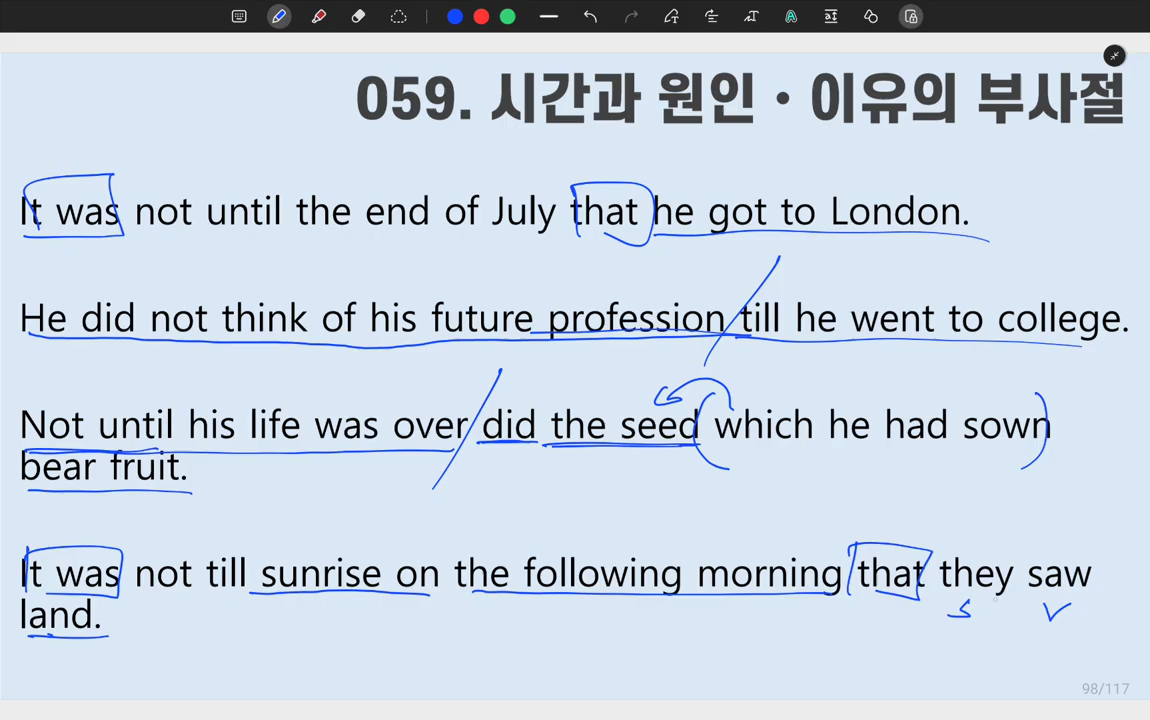 059. 시간과 원인·이유의 부사절
It was not until the end of July that he got to London.
He did not think of his future profession till he went to college.
Not until his life was over did the seed which he had sown
bear fruit.
It was not till sunrise on the following morning that they saw
S V
land.
98/117